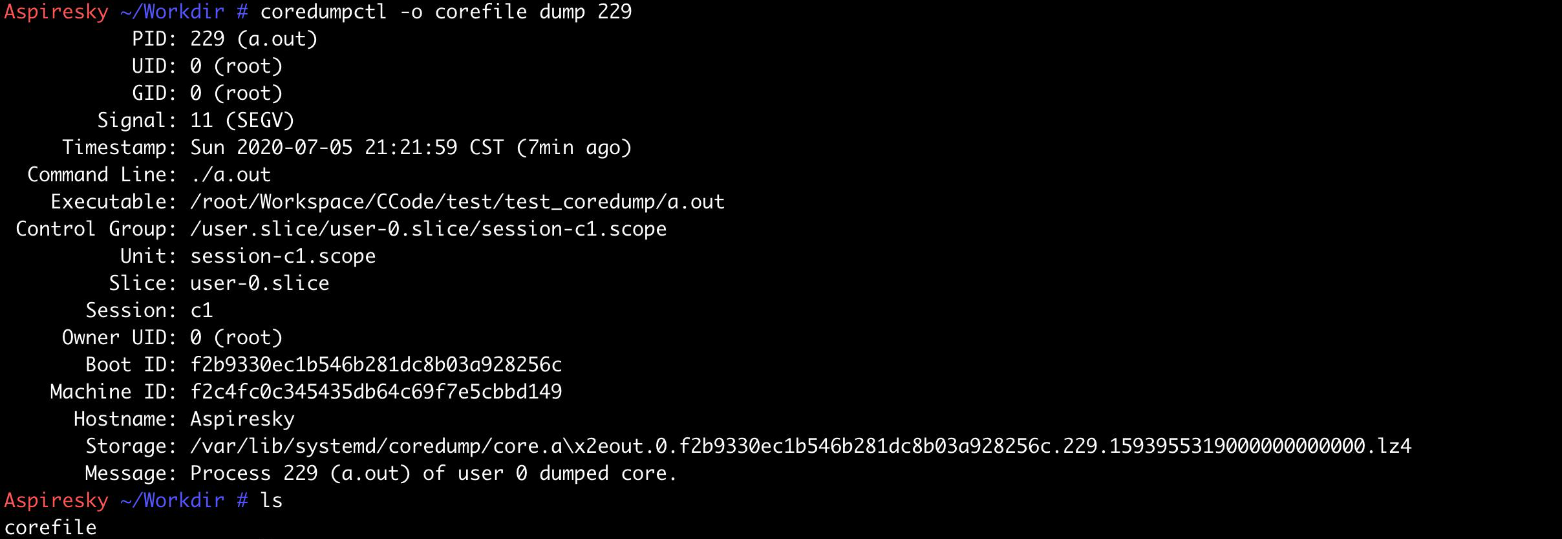 Aspiresky ~/Workdir # coredumpctl -o corefile dump 229
PID: 229 (a.out)
UID: 0 (root)
GID: 0 (root)
Signal: 11 (SEGV)
Timestamp: Sun 2020-07-05 21:21:59 CST (7min ago)
Command Line: ./a.out
Executable: /root/Workspace/CCode/test/test_coredump/a.out
Control Group: /user.slice/user-0.slice/session-c1.scope
Unit: session-c1.scope
Slice: user-0.slice
Session: c1
Owner UID: 0 (root)
Boot ID: f2b9330ec1b546b281dc8b03a928256c
Machine ID: f2c4fc0c345435db64c69f7e5cbbd149
Hostname: Aspiresky
Storage: /var/lib/systemd/coredump/core.a\x2eout.0.f2b9330ec1b546b281dc8b03a928256c.229.1593955319000000000000.lz4
Message: Process 229 (a.out) of user 0 dumped core.
Aspiresky ~/Workdir # ls
corefile